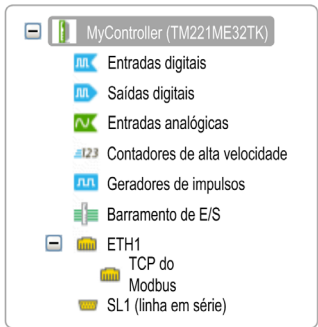 MyController (TM221ME32TK)
Entradas digitais
Saídas digitais
Entradas analógicas
123 Contadores de alta velocidade
Geradores de impulsos
Barramento de E/S
ETH1
TCP do
Modbus
SL1 (linha em série)